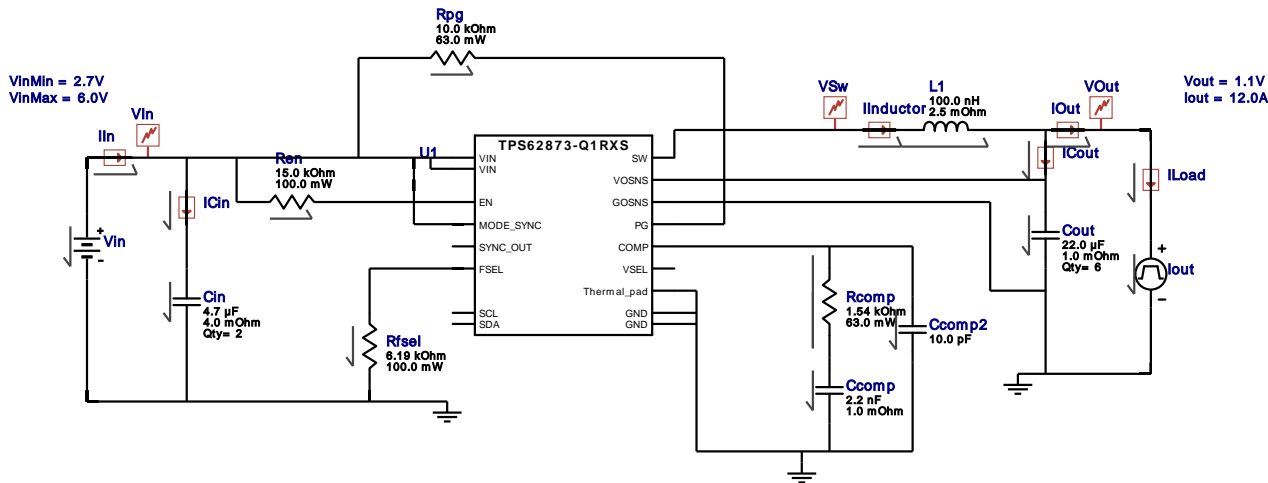 Rpg
10.0 kOhm
63.0 mW
VinMin = 2.7V
VinMax = 6.0V
Vout = 1.1V
Iout = 12.0A
VIn
IIn
VSw
IInductor
L1
100.0 nH
2.5 mOhm
IOut
VOut
ICout
ILoad
U1
TPS62873-Q1RXS
VIN
VIN
EN
MODE_SYNC
SYNC_OUT
FSEL
SCL
SDA
SW
VOSNS
GOSNS
PG
COMP
VSEL
Thermal_pad
GND
GND
Ren
15.0 kOhm
100.0 mW
ICin
Vin
+
-
Cin
4.7 µF
4.0 mOhm
Qty= 2
Rfsel
6.19 kOhm
100.0 mW
Rcomp
1.54 kOhm
63.0 mW
Ccomp2
10.0 pF
Ccomp
2.2 nF
1.0 mOhm
Cout
22.0 µF
1.0 mOhm
Qty= 6
+
Iout
-